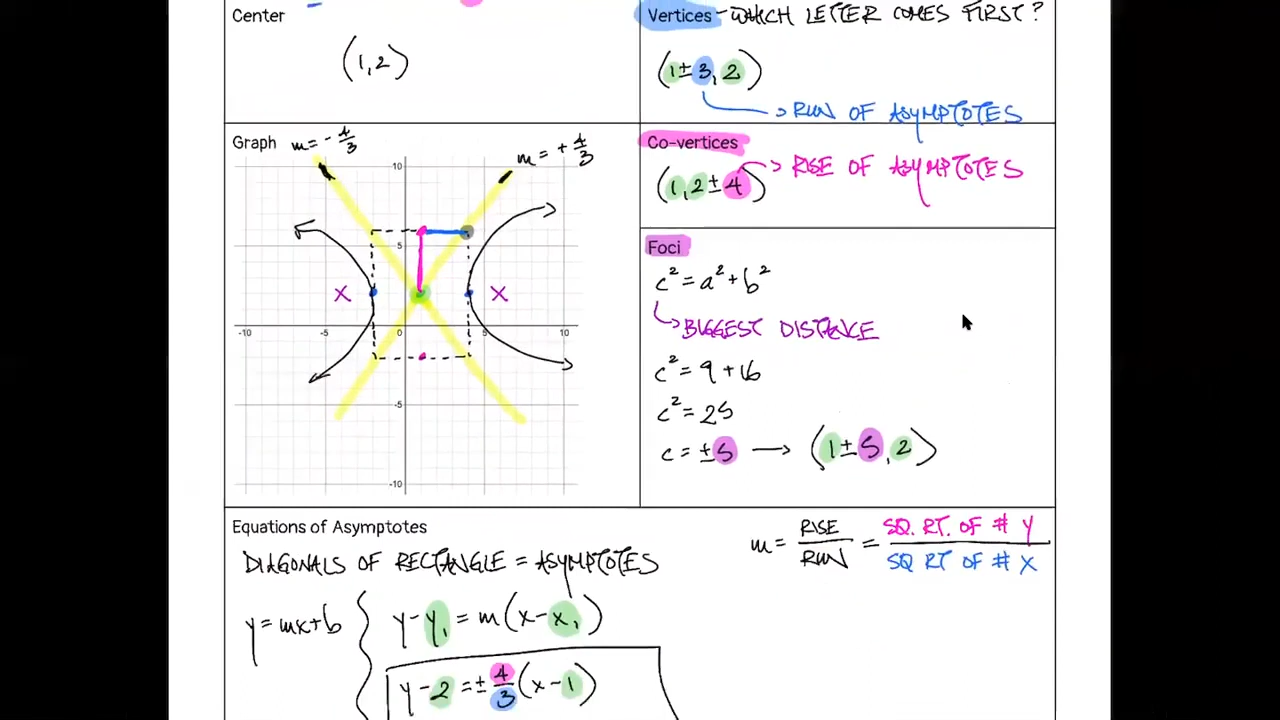 Center
(1,2)
Vertices - WHICH LETTER COMES FIRST?
(1±3, 2)
→ RUN OF ASYMPTOTES
Graph
m = -4/3
m = +4/3
10
5
-10
-5
0
5
10
-5
-10
X
X
Co-vertices
(1, 2±4)
→ RISE OF ASYMPTOTES
Foci
c² = a² + b²
→ BIGGEST DISTANCE
c² = 9 + 16
c² = 25
c = ±5 → (1±5, 2)
Equations of Asymptotes
m = RISE/RUN = SQ. RT. OF # Y/SQ RT OF # X
DIAGONALS OF RECTANGLE = ASYMPTOTES
y = mx+b { y - y₁ = m(x - x₁)
y - 2 = ± 4/3 (x - 1)